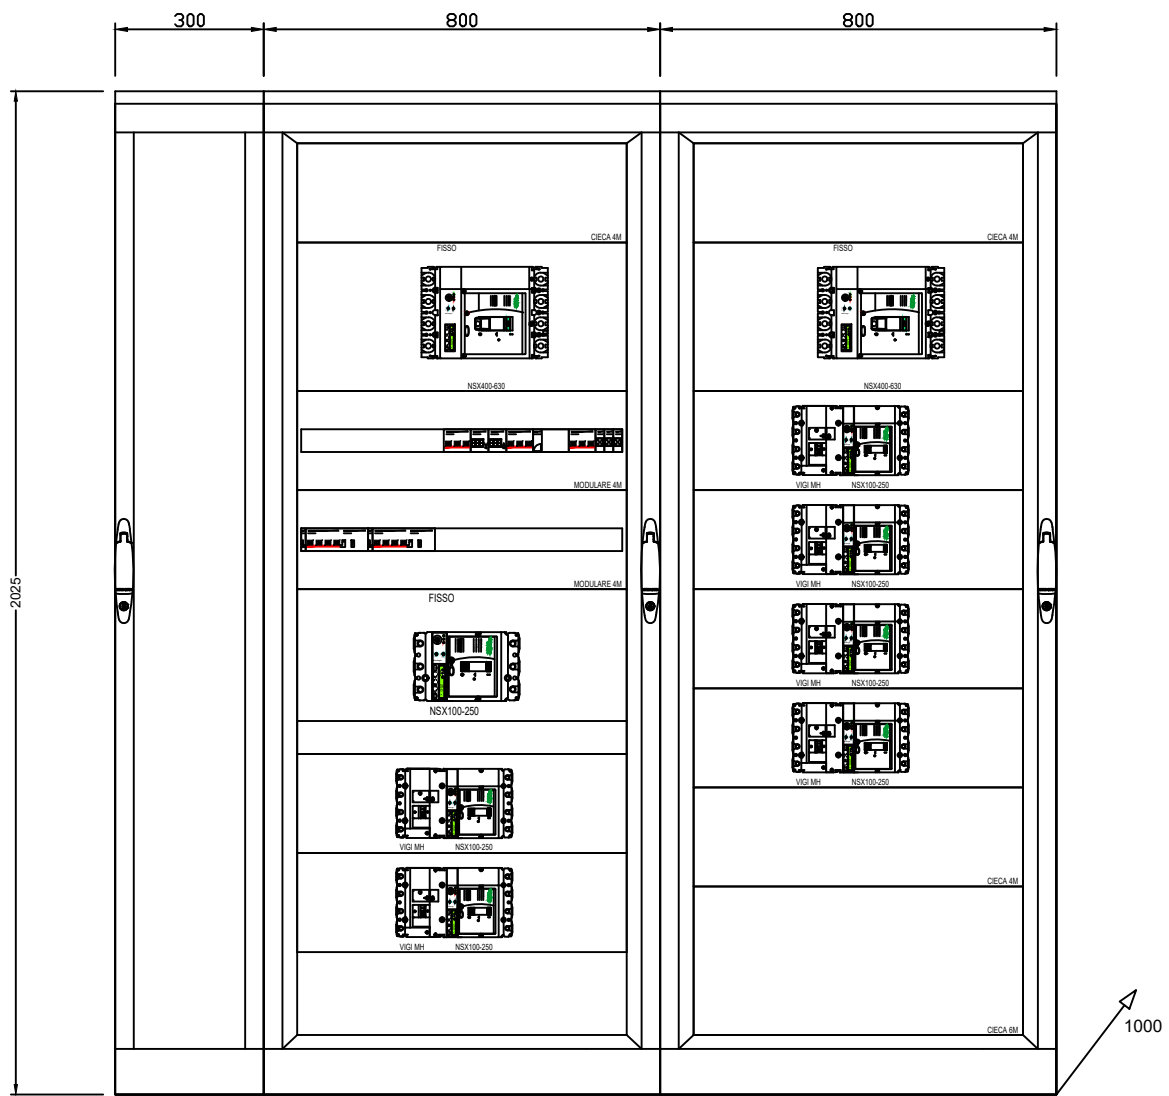 300
800
800
CIECA 4M
CIECA 4M
FISSO
FISSO
NSX400-630
NSX400-630
MODULARE 4M
VIGI MH NSX100-250
MODULARE 4M
VIGI MH NSX100-250
2025
FISSO
VIGI MH NSX100-250
NSX100-250
VIGI MH NSX100-250
VIGI MH NSX100-250
CIECA 4M
VIGI MH NSX100-250
1000
CIECA 6M